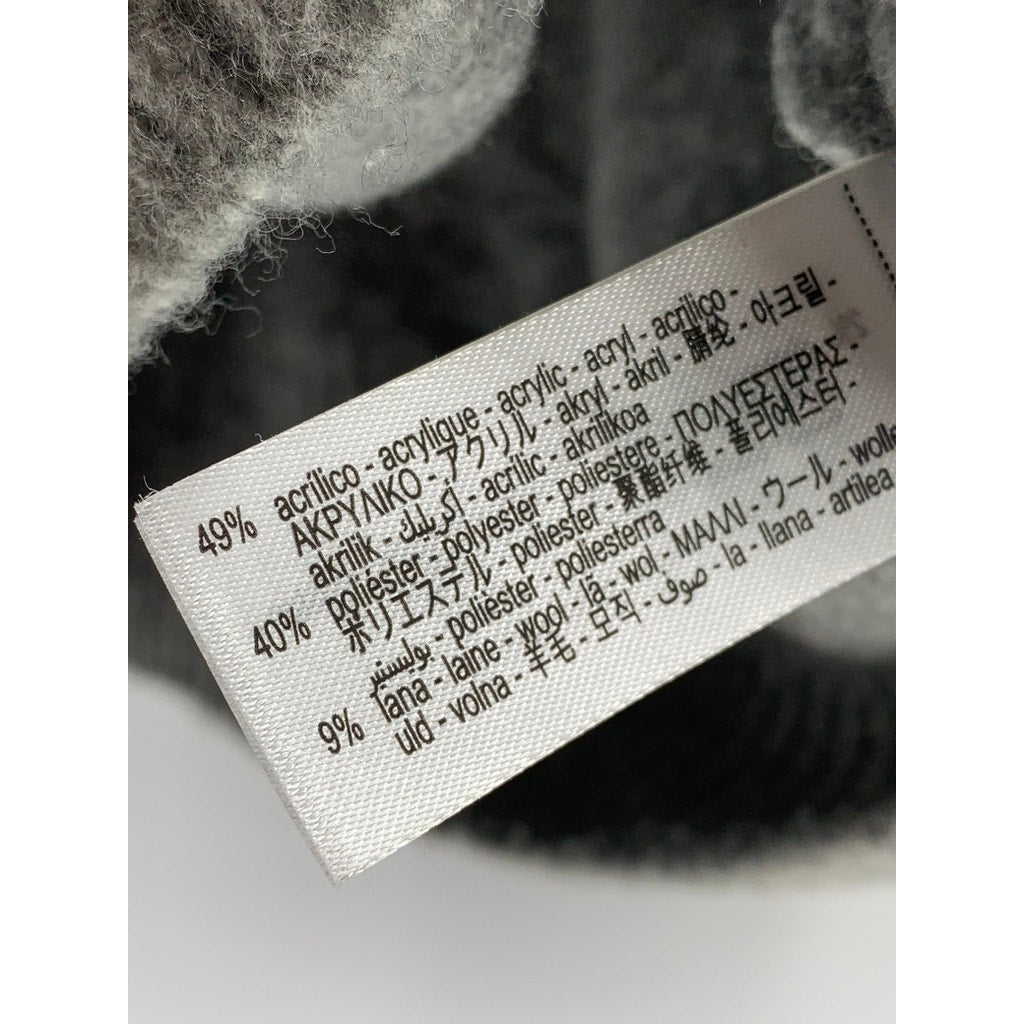 49% acrílico - acrylique - acrylic - acryl - acrilico -
ΑΚΡΥΛΙΚΟ - アクリル - akryl - akril - 腈纶 - 아크릴 -
akrilik - أكريليك - acrílic - akrilikoa
40% poliéster - polyester - poliestere - ΠΟΛΥΕΣΤΕΡΑΣ -
ポリエステル - poliester - 聚酯纤维 - 폴리에스터 -
بوليستر - polièster - poliesterra
9% lana - laine - wool - lã - wol - ΜΑΛΛΙ - ウール - wolle
uld - volna - 羊毛 - 모직 - صوف - la - llana - artilea